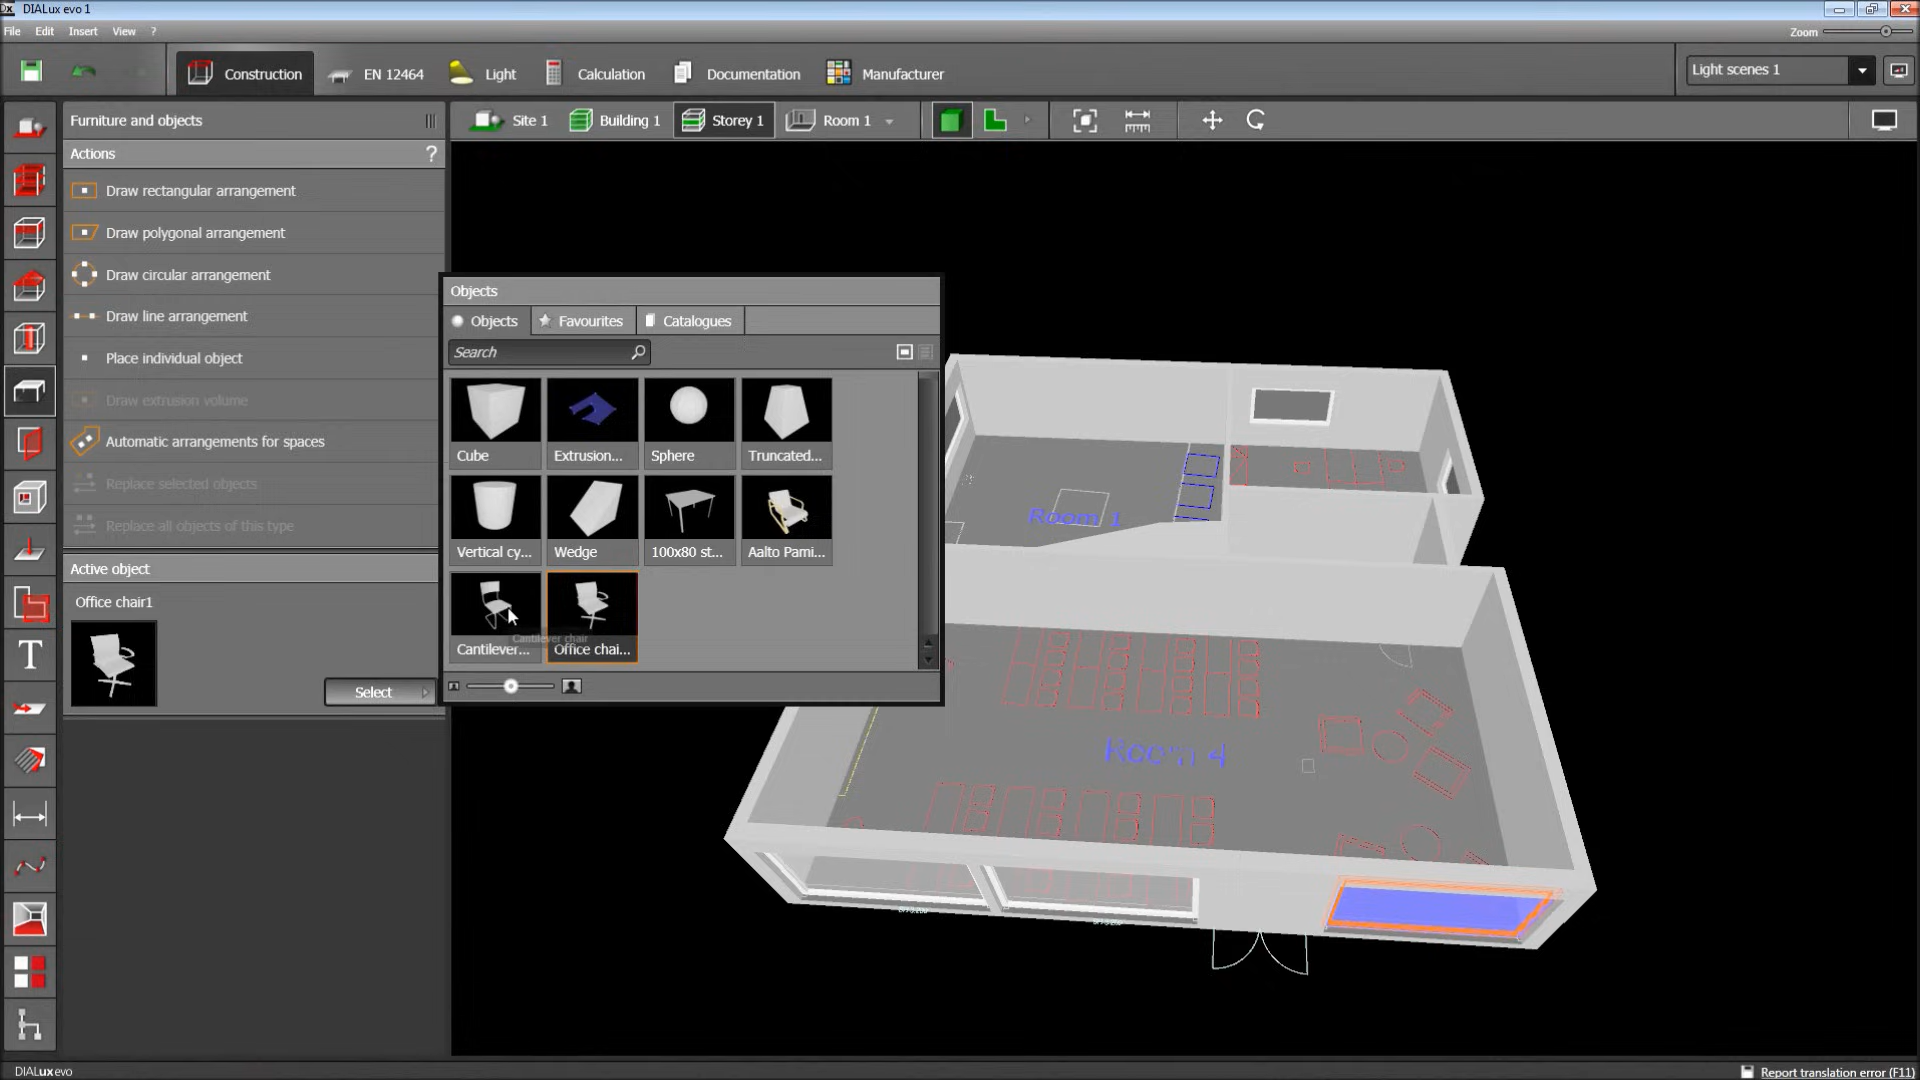 DIALux evo 1
File Edit Insert View ?
Zoom
Construction EN 12464 Light Calculation Documentation Manufacturer
Light scenes 1
Furniture and objects
Site 1 Building 1 Storey 1 Room 1
Actions ?
Draw rectangular arrangement
Draw polygonal arrangement
Draw circular arrangement
Draw line arrangement
Place individual object
Draw extrusion volume
Automatic arrangements for spaces
Replace selected objects
Replace all objects of this type
Active object
Office chair1
Select
Objects
Objects Favourites Catalogues
Search
Cube Extrusion... Sphere Truncated...
Vertical cy... Wedge 100x80 st... Aalto Pami...
Cantilever chair
Cantilever... Office chai...
Room 1
Room 4
T
DIALux evo
Report translation error (F11)